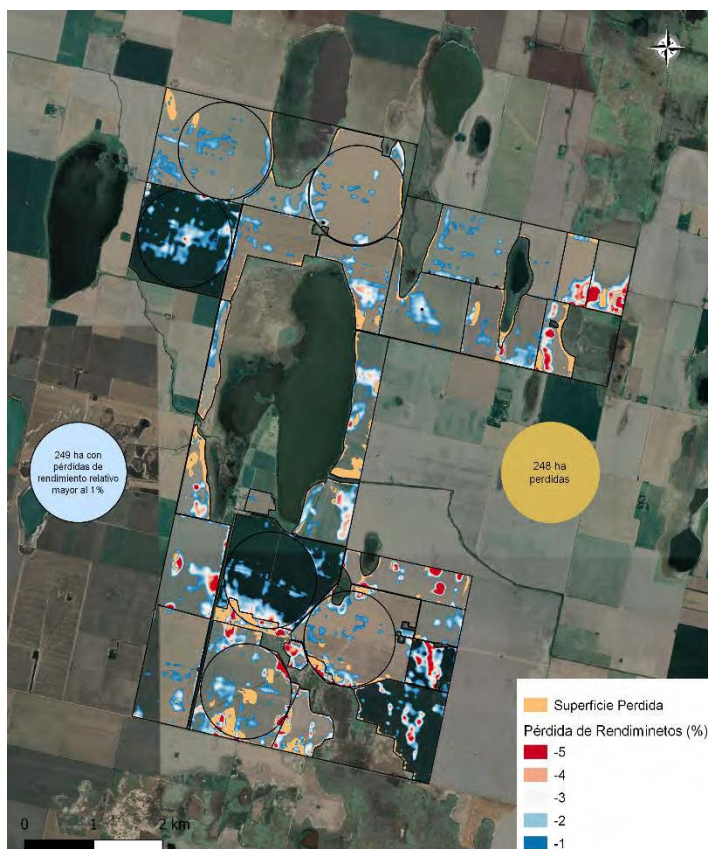 249 ha con
pérdidas de
rendimiento relativo
mayor al 1%
248 ha
perdidas
Superficie Perdida
Pérdida de Rendiminetos (%)
-5
-4
-3
-2
-1
0 1 2 km